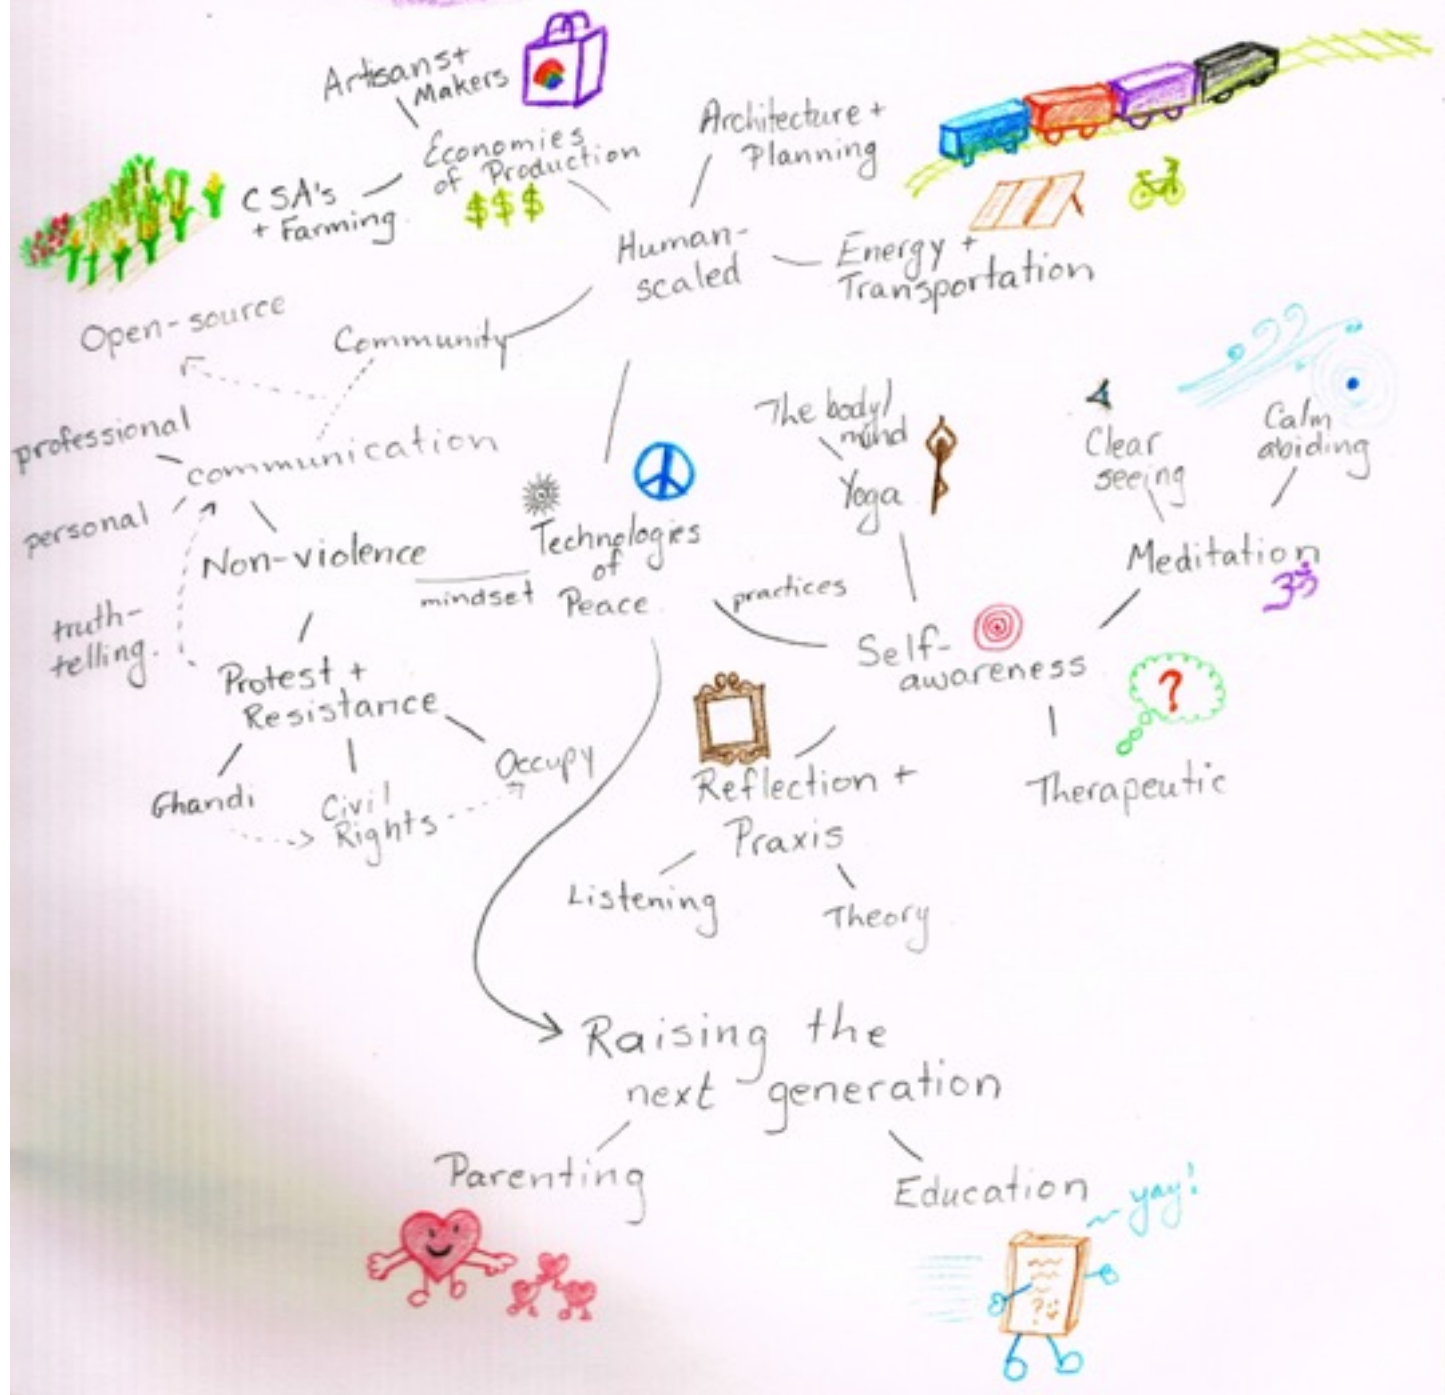 Artisans +
Makers
Economies
of Production
$$$
CSA's
+ Farming
Architecture +
Planning
Human-
scaled
Energy +
Transportation
Open-source
Community
professional
communication
personal
Non-violence
mindset
truth-
telling.
Protest +
Resistance
Ghandi
Civil
Rights
Occupy
Technologies
of
Peace
practices
The body/
mind
Yoga
Clear
seeing
Calm
abiding
Meditation
ॐ
Self-
awareness
?
Therapeutic
Reflection +
Praxis
Listening
Theory
Raising the
next generation
Parenting
Education
yay!
?